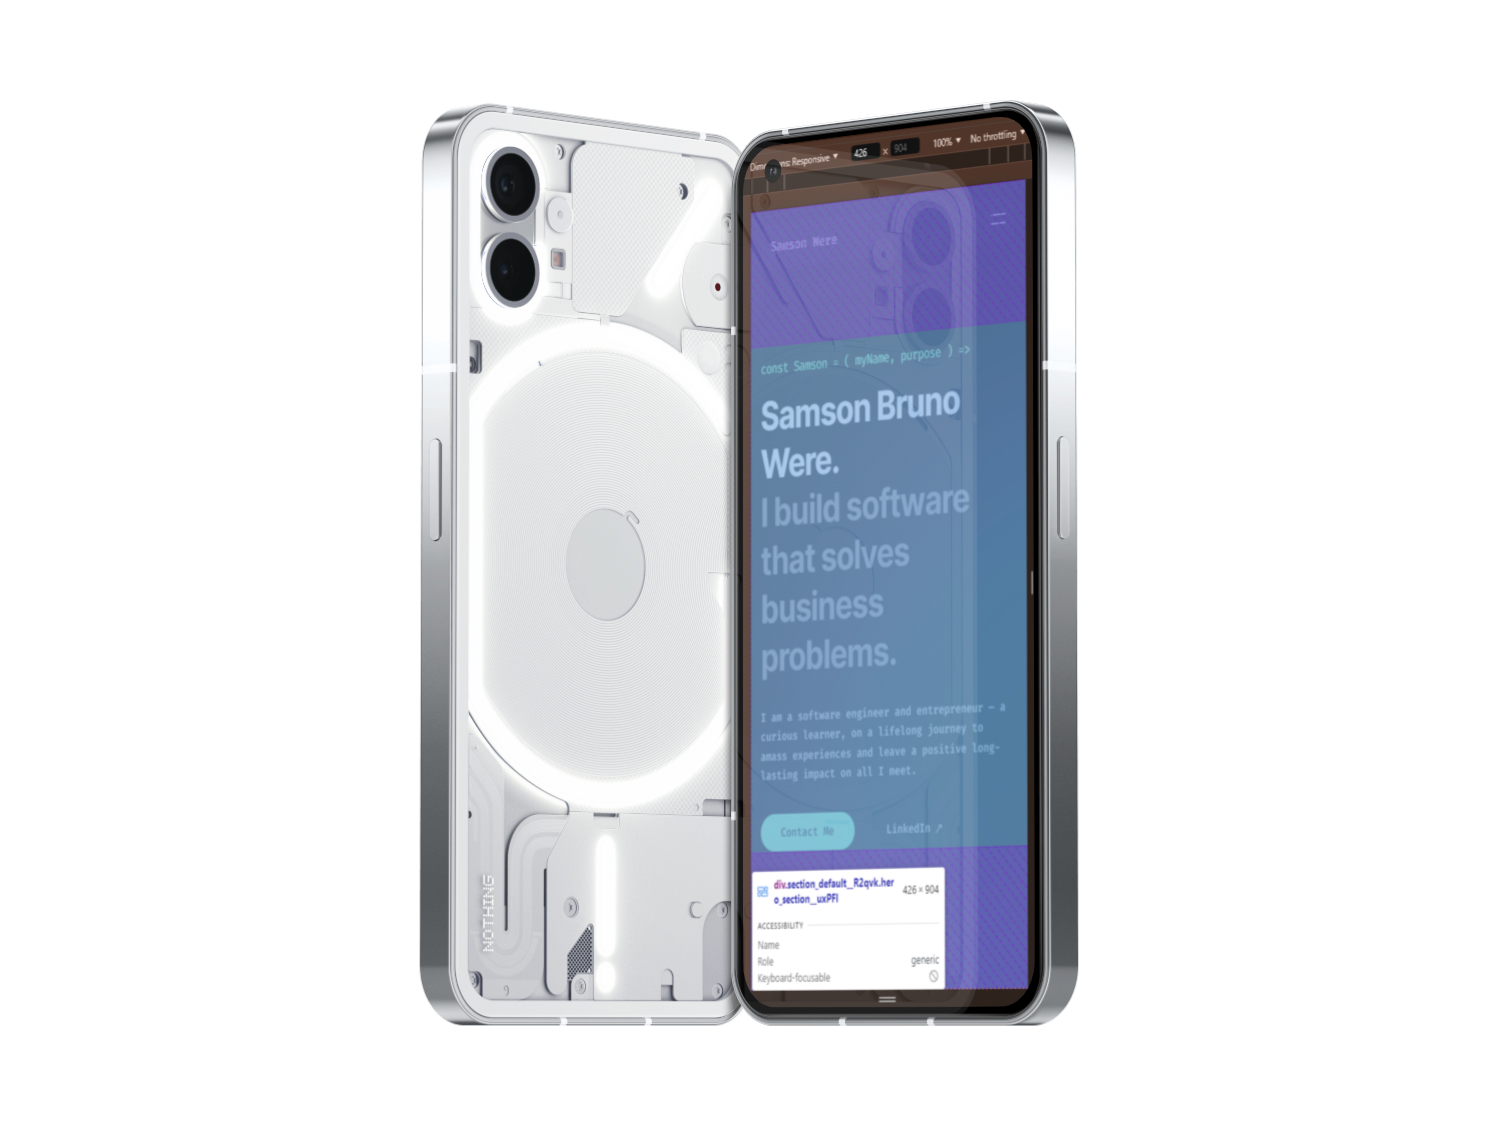 NOTHING
Dimensions: Responsive ▾ 426 × 904 100% ▾ No throttling ▾
Samson Were
const Samson = ( myName, purpose ) =>
Samson Bruno
Were.
I build software
that solves
business
problems.
I am a software engineer and entrepreneur — a
curious learner, on a lifelong journey to
amass experiences and leave a positive long-
lasting impact on all I meet.
Contact Me LinkedIn ↗
div.section_default__R2qvk.her
o_section__uxPFI 426 × 904
ACCESSIBILITY
Name
Role generic
Keyboard-focusable